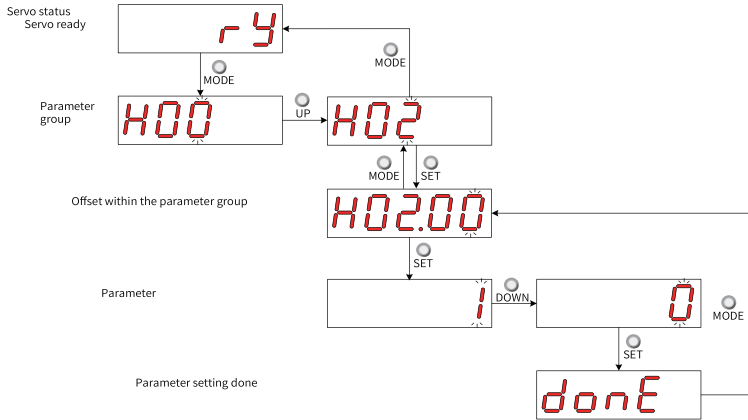 Servo status
Servo ready
rY
MODE
MODE
Parameter
group
H00
UP
H02
MODE
SET
Offset within the parameter group
H02.00
SET
Parameter
1
DOWN
0
MODE
SET
Parameter setting done
donE